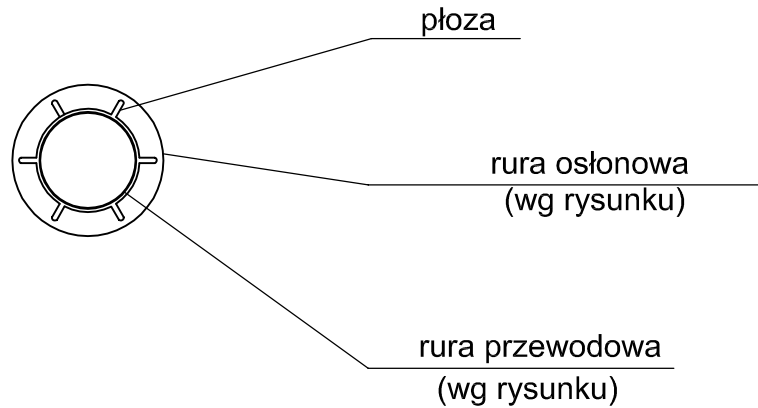 płoza
rura osłonowa
(wg rysunku)
rura przewodowa
(wg rysunku)